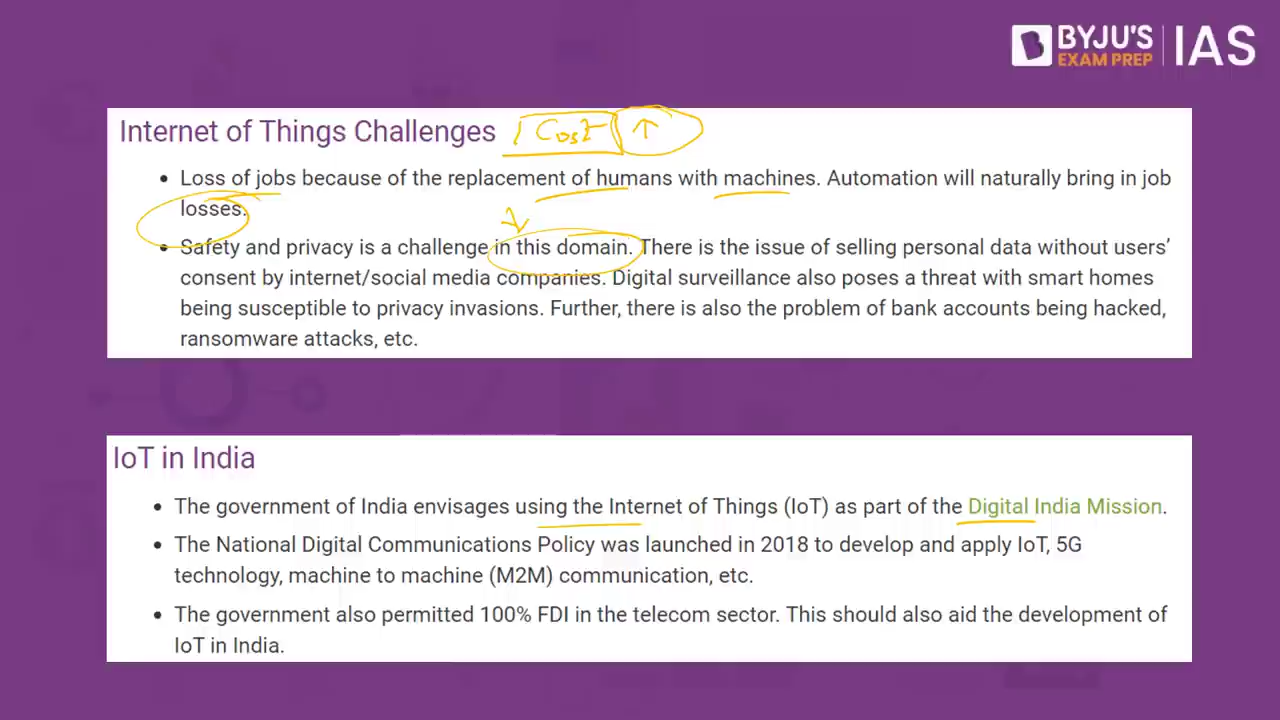 BYJU'S
EXAM PREP
IAS
Internet of Things Challenges
Cost ↑
• Loss of jobs because of the replacement of humans with machines. Automation will naturally bring in job
losses.
• Safety and privacy is a challenge in this domain. There is the issue of selling personal data without users'
consent by internet/social media companies. Digital surveillance also poses a threat with smart homes
being susceptible to privacy invasions. Further, there is also the problem of bank accounts being hacked,
ransomware attacks, etc.
IoT in India
• The government of India envisages using the Internet of Things (IoT) as part of the Digital India Mission.
• The National Digital Communications Policy was launched in 2018 to develop and apply IoT, 5G
technology, machine to machine (M2M) communication, etc.
• The government also permitted 100% FDI in the telecom sector. This should also aid the development of
IoT in India.